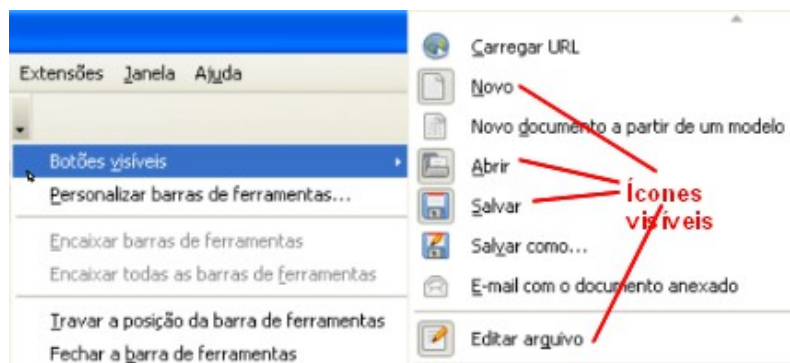 Extensões Janela Ajuda
Botões visíveis
Personalizar barras de ferramentas...
Encaixar barras de ferramentas
Encaixar todas as barras de ferramentas
Travar a posição da barra de ferramentas
Fechar a barra de ferramentas
Carregar URL
Novo
Novo documento a partir de um modelo
Abrir
Salvar
Salvar como...
E-mail com o documento anexado
Editar arquivo
Ícones
visíveis